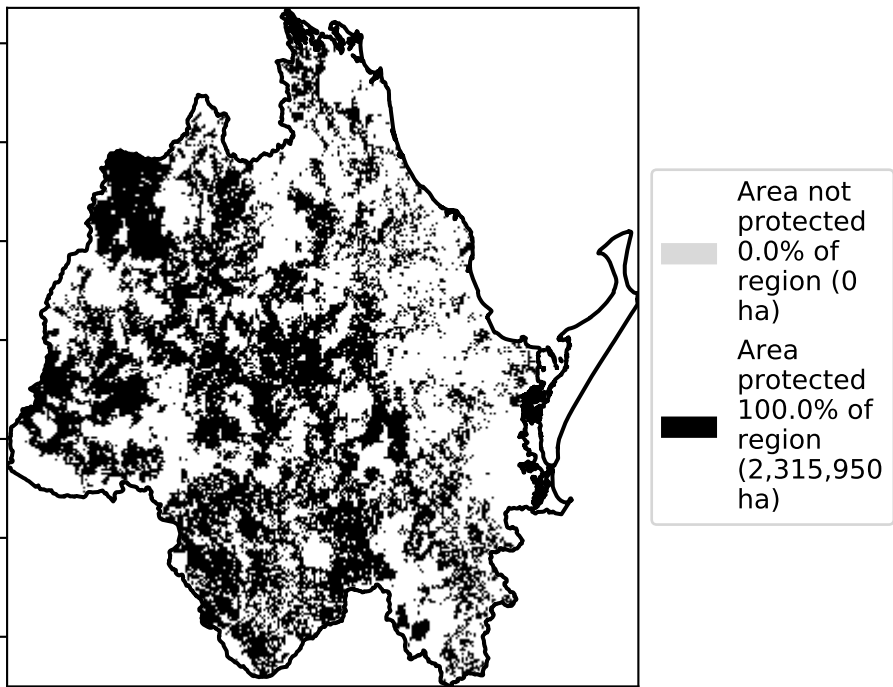 Area not
protected
0.0% of
region (0
ha)
Area
protected
100.0% of
region
(2,315,950
ha)